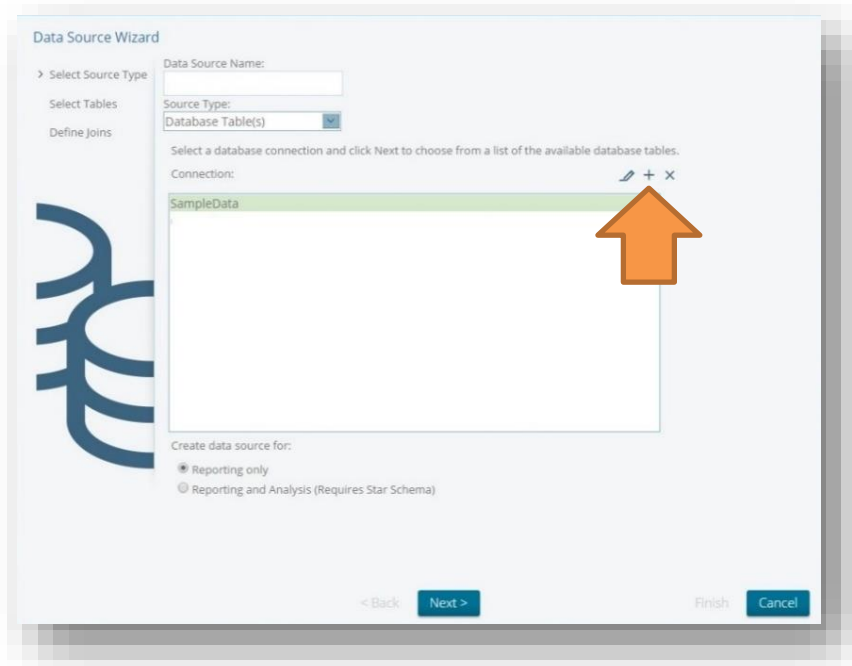 Data Source Wizard
> Select Source Type
Select Tables
Define Joins
Data Source Name:
Source Type:
Database Table(s)
Select a database connection and click Next to choose from a list of the available database tables.
Connection:
SampleData
Create data source for:
Reporting only
Reporting and Analysis (Requires Star Schema)
< Back Next > Finish Cancel